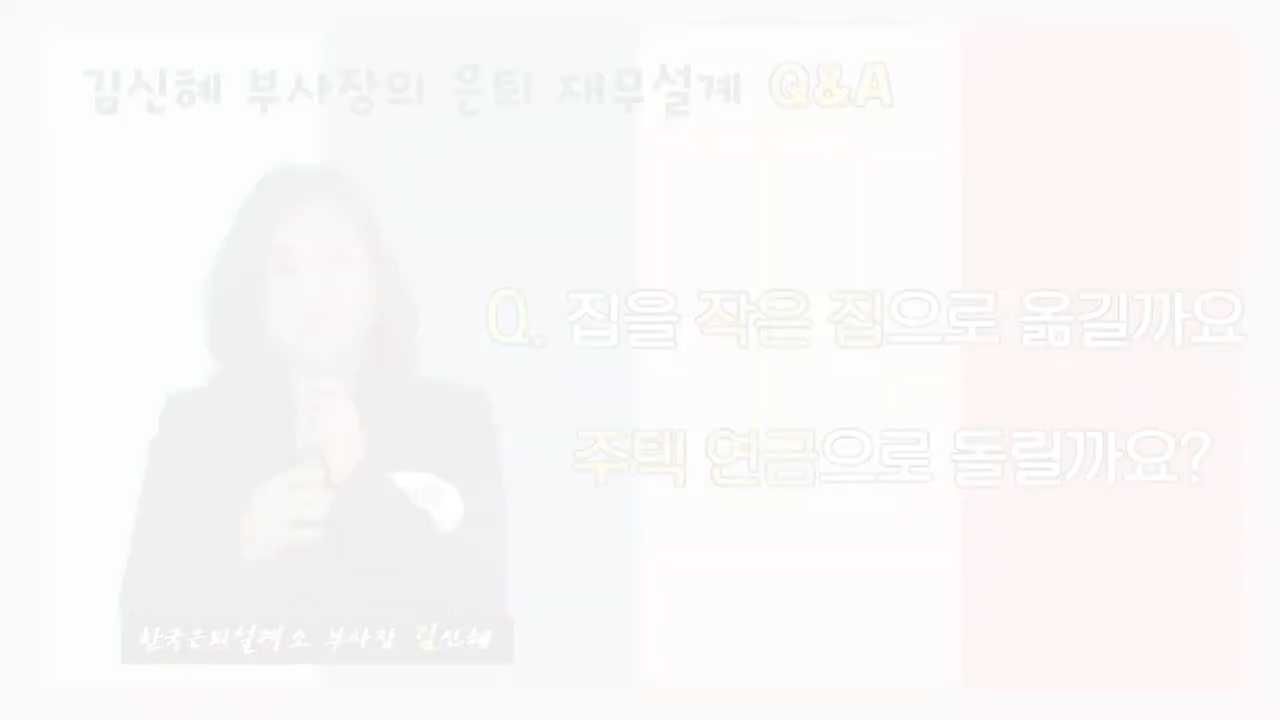 김신혜 부사장의 은퇴 재무설계 Q&A
Q. 집을 작은 집으로 옮길까요
주택 연금으로 돌릴까요?
한국은퇴설계소 부사장 김신혜